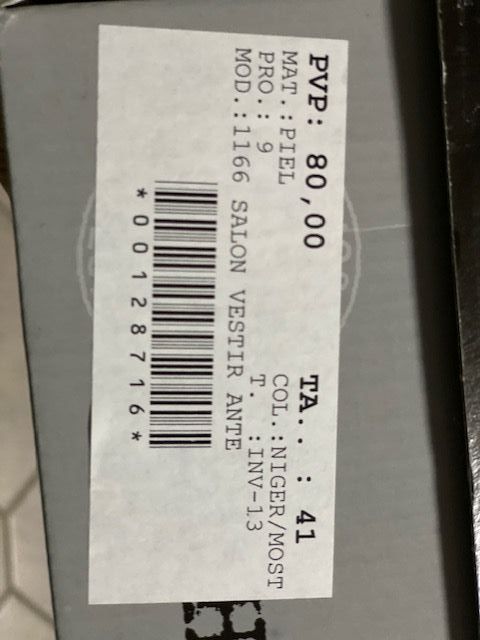 PVP: 80,00 TA. . : 41
MAT.:PIEL COL.:NIGER/MOST
PRO.: 9 T. :INV-13
MOD.:1166 SALON VESTIR ANTE
*00128716*